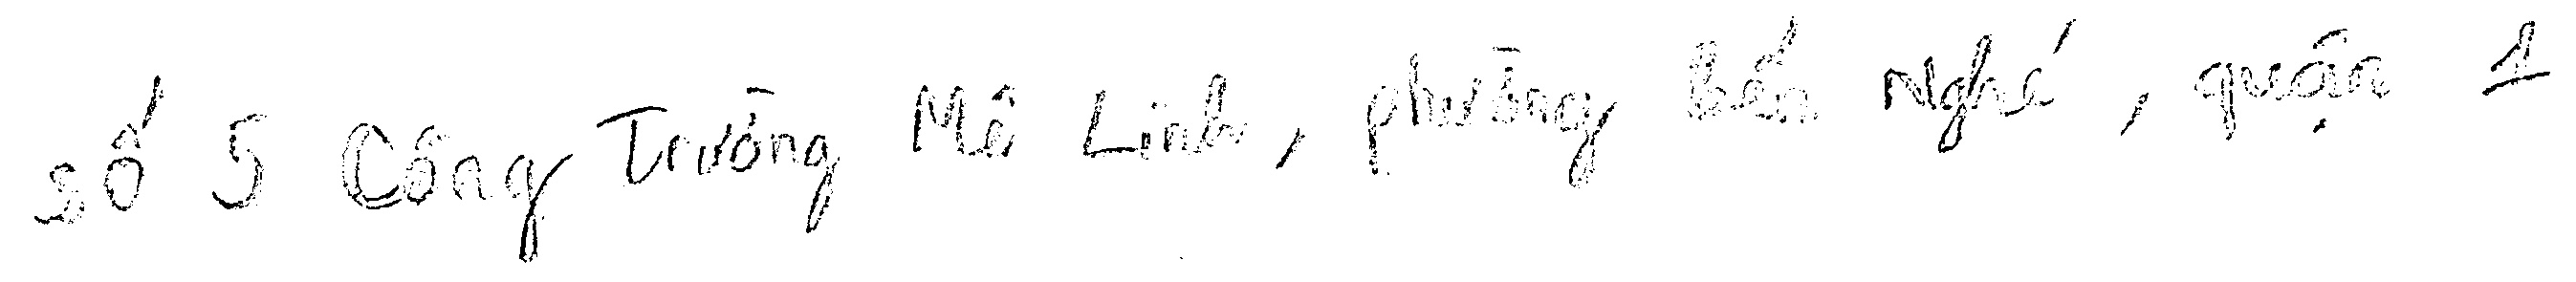 số 5 Công Trường Mê Linh, phường Bến Nghé, quận 1